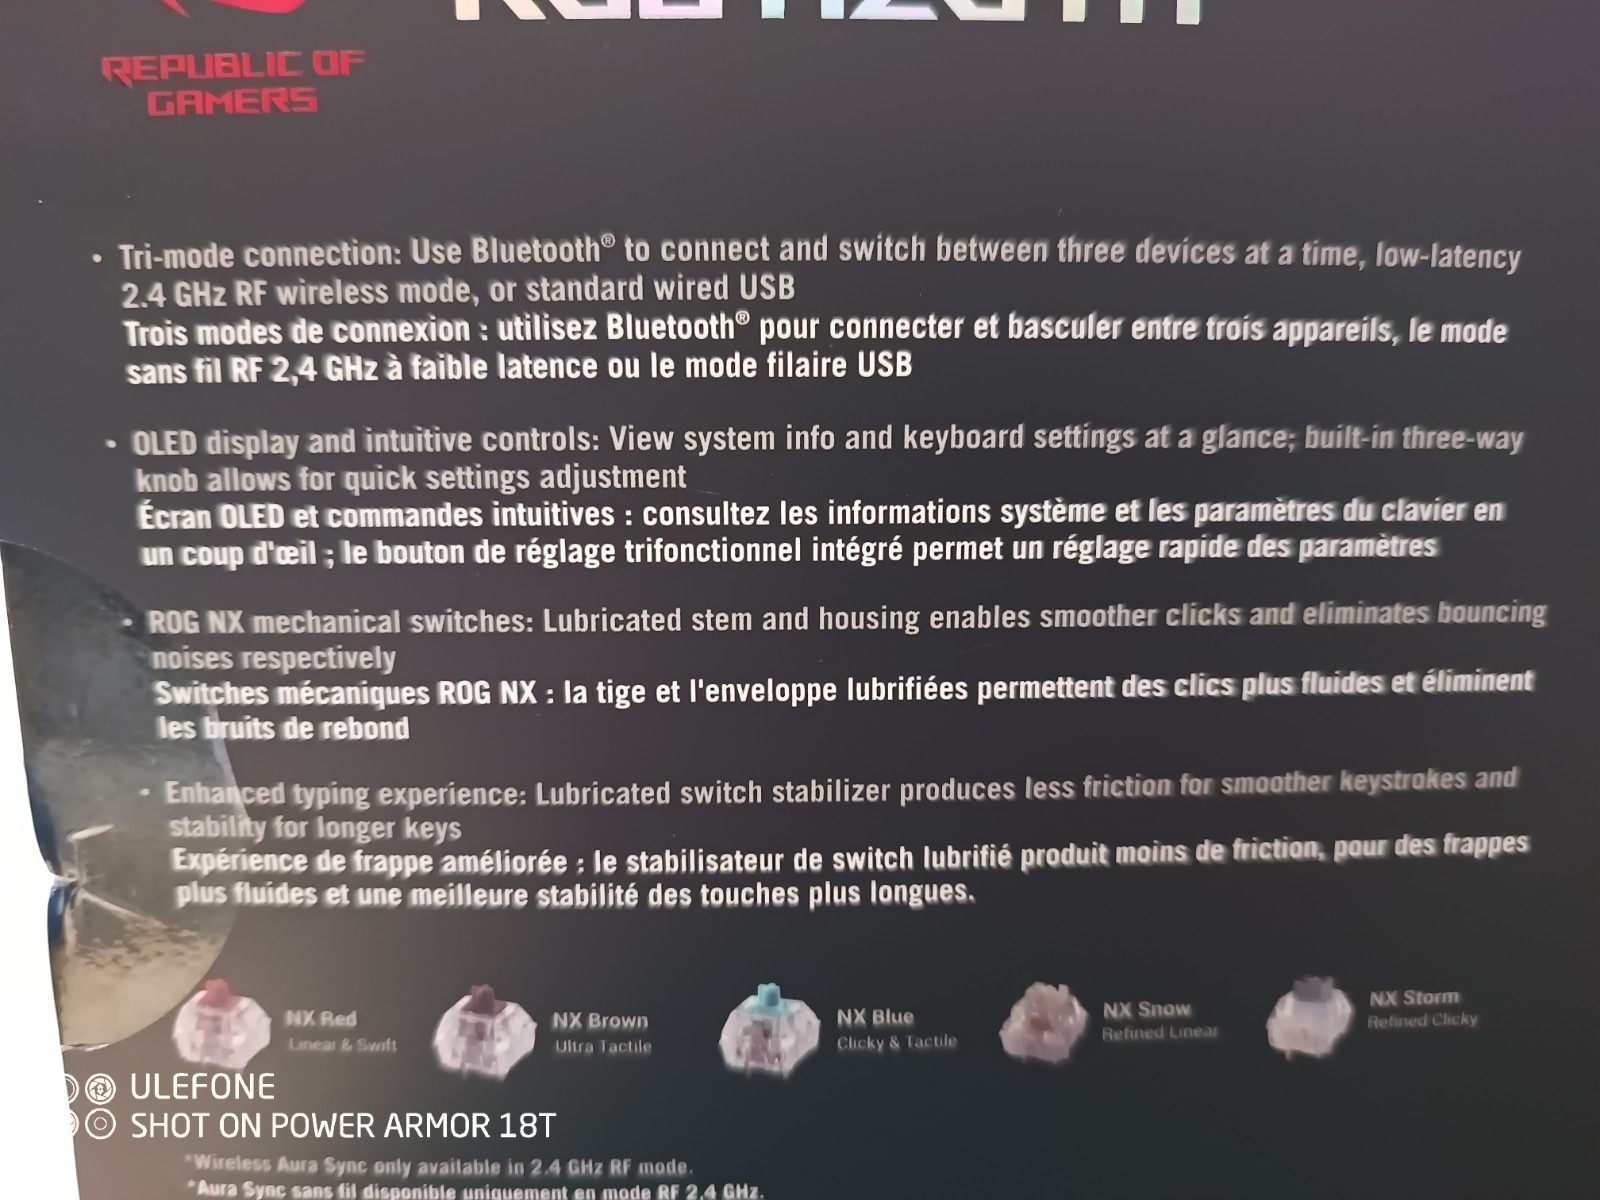 REPUBLIC OF
GAMERS
• Tri-mode connection: Use Bluetooth® to connect and switch between three devices at a time, low-latency
2.4 GHz RF wireless mode, or standard wired USB
Trois modes de connexion : utilisez Bluetooth® pour connecter et basculer entre trois appareils, le mode
sans fil RF 2,4 GHz à faible latence ou le mode filaire USB
• OLED display and intuitive controls: View system info and keyboard settings at a glance; built-in three-way
knob allows for quick settings adjustment
Écran OLED et commandes intuitives : consultez les informations système et les paramètres du clavier en
un coup d'œil ; le bouton de réglage trifonctionnel intégré permet un réglage rapide des paramètres
• ROG NX mechanical switches: Lubricated stem and housing enables smoother clicks and eliminates bouncing
noises respectively
Switches mécaniques ROG NX : la tige et l'enveloppe lubrifiées permettent des clics plus fluides et éliminent
les bruits de rebond
• Enhanced typing experience: Lubricated switch stabilizer produces less friction for smoother keystrokes and
stability for longer keys
Expérience de frappe améliorée : le stabilisateur de switch lubrifié produit moins de friction, pour des frappes
plus fluides et une meilleure stabilité des touches plus longues.
NX Red
Linear & Swift
NX Brown
Ultra Tactile
NX Blue
Clicky & Tactile
NX Snow
Refined Linear
NX Storm
Refined Clicky
ULEFONE
SHOT ON POWER ARMOR 18T
*Wireless Aura Sync only available in 2.4 GHz RF mode.
*Aura Sync sans fil disponible uniquement en mode RF 2,4 GHz.